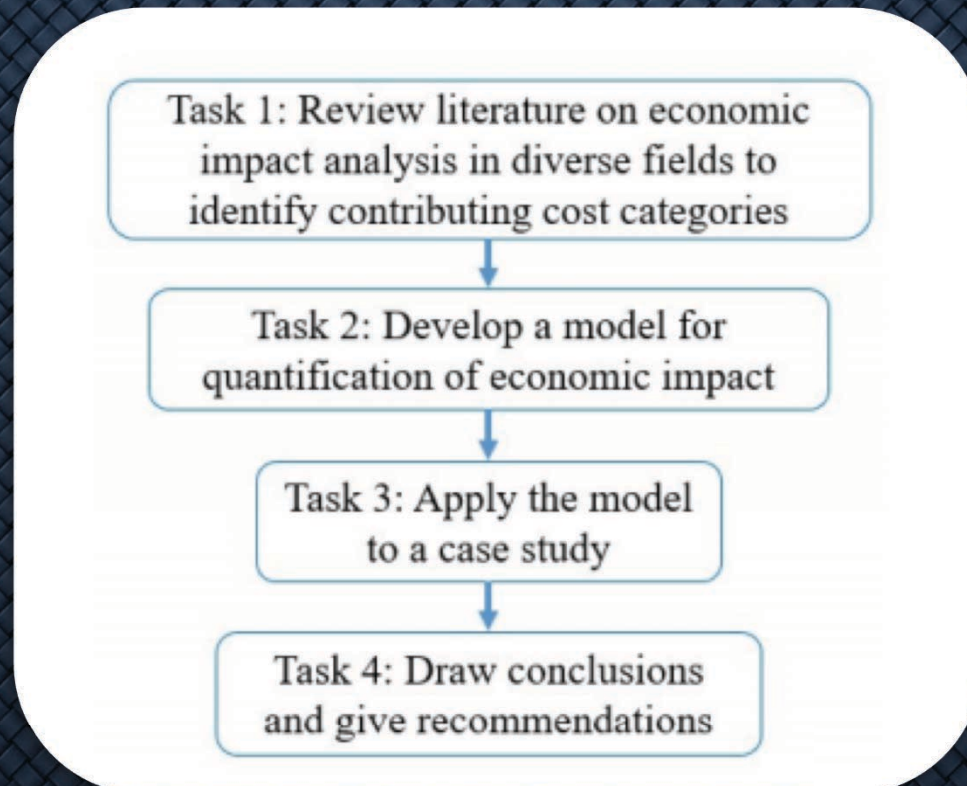 Task 1: Review literature on economic
impact analysis in diverse fields to
identify contributing cost categories
Task 2: Develop a model for
quantification of economic impact
Task 3: Apply the model
to a case study
Task 4: Draw conclusions
and give recommendations